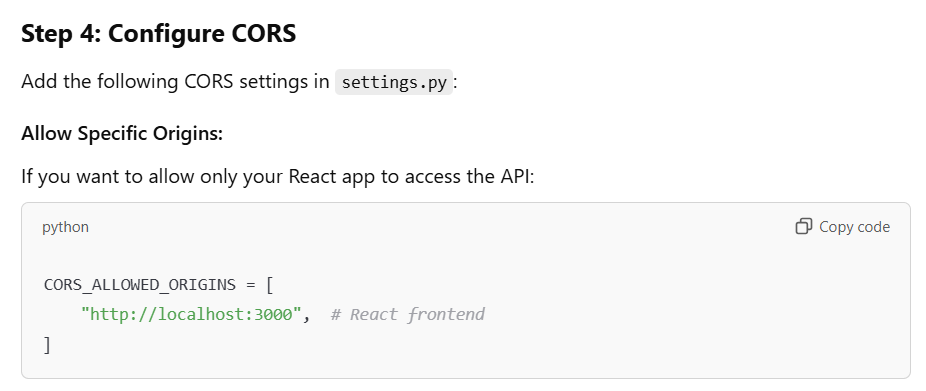 Step 4: Configure CORS
Add the following CORS settings in settings.py:
Allow Specific Origins:
If you want to allow only your React app to access the API:
python
Copy code
CORS_ALLOWED_ORIGINS = [
    "http://localhost:3000",  # React frontend
]